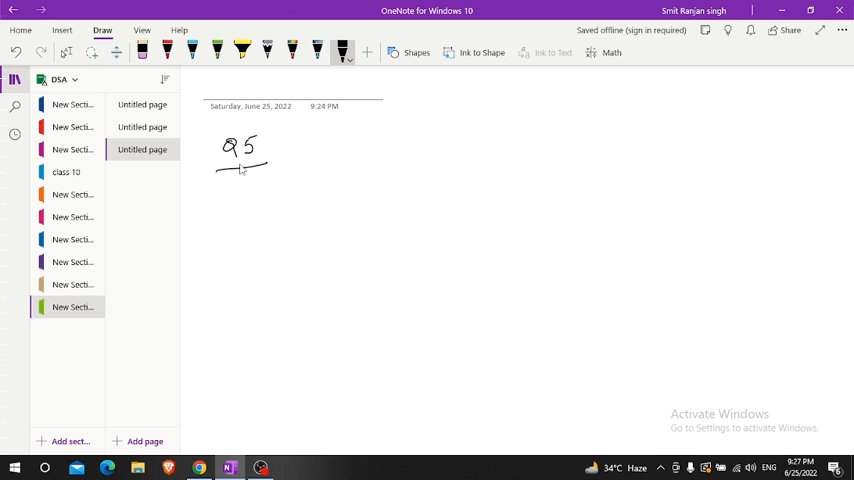 OneNote for Windows 10
Smit Ranjan singh
Home Insert Draw View Help
Saved offline (sign in required)
Share
Shapes
Ink to Shape
Ink to Text
Math
DSA
New Secti...
New Secti...
New Secti...
class 10
New Secti...
New Secti...
New Secti...
New Secti...
New Secti...
New Secti...
Untitled page
Untitled page
Untitled page
Saturday, June 25, 2022 9:24 PM
Q5
Activate Windows
Go to Settings to activate Windows.
Add sect...
Add page
34°C Haze
ENG
9:27 PM
6/25/2022
6